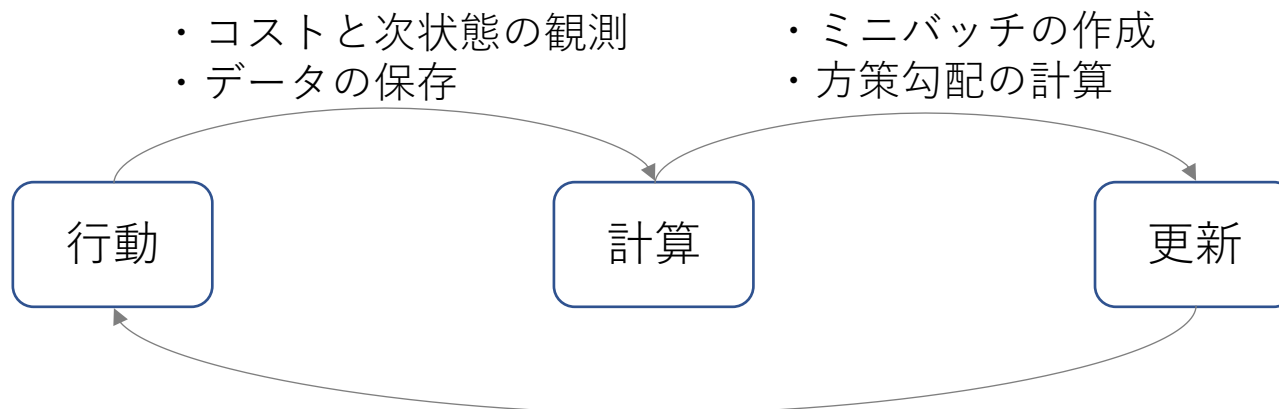 ・コストと次状態の観測
・データの保存
・ミニバッチの作成
・方策勾配の計算
行動
計算
更新